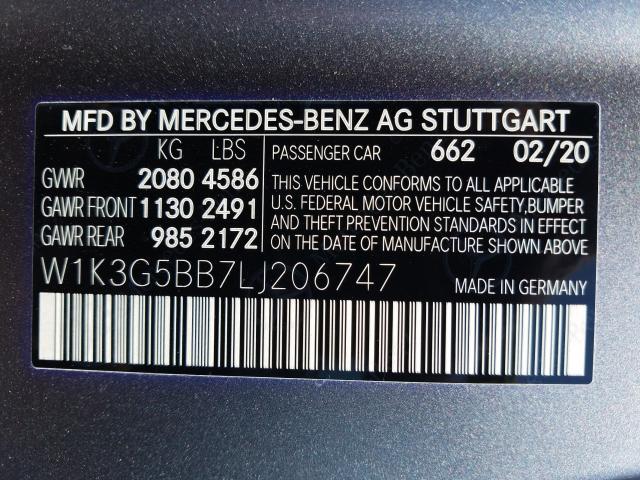 MFD BY MERCEDES-BENZ AG STUTTGART
KG LBS
GVWR 2080 4586
GAWR FRONT 1130 2491
GAWR REAR 985 2172
PASSENGER CAR 662 02/20
THIS VEHICLE CONFORMS TO ALL APPLICABLE
U.S. FEDERAL MOTOR VEHICLE SAFETY,BUMPER
AND THEFT PREVENTION STANDARDS IN EFFECT
ON THE DATE OF MANUFACTURE SHOWN ABOVE
W1K3G5BB7LJ206747
MADE IN GERMANY